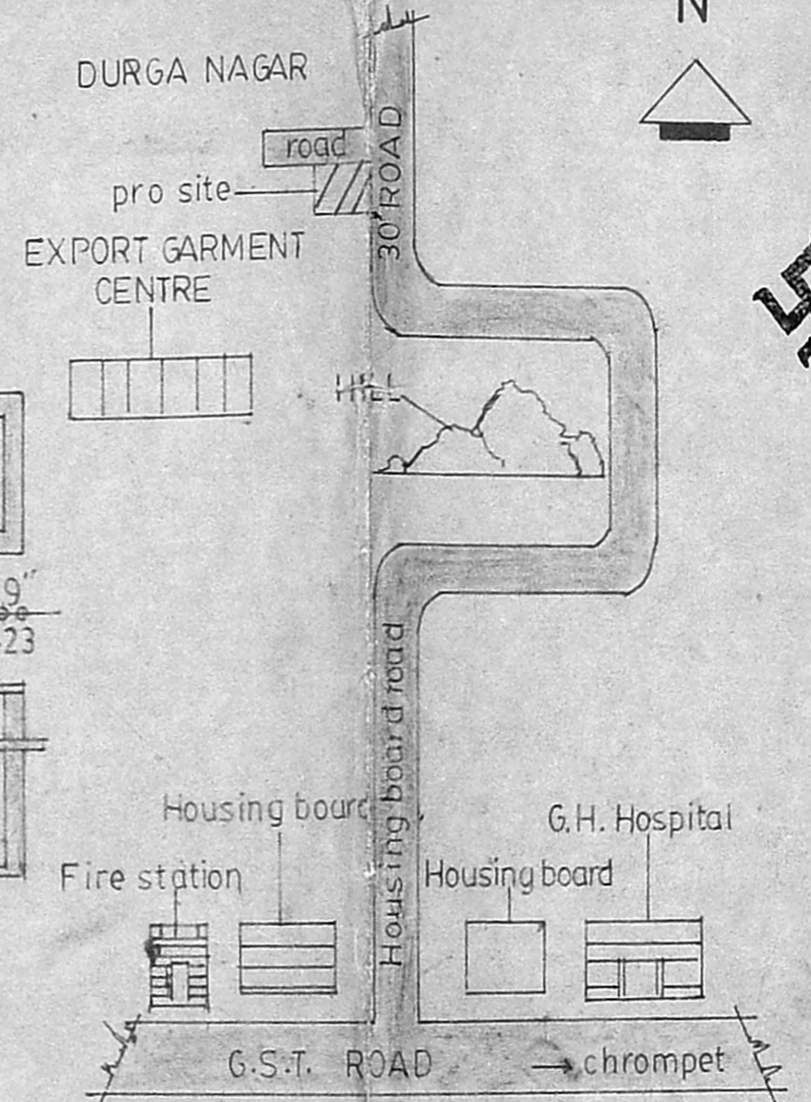 N
DURGA NAGAR
road
pro site
30' ROAD
EXPORT GARMENT
CENTRE
HILL
9"
23
Housing board road
Housing board
G.H. Hospital
Fire station
Housing board
G.S.T. ROAD
→ chrompet